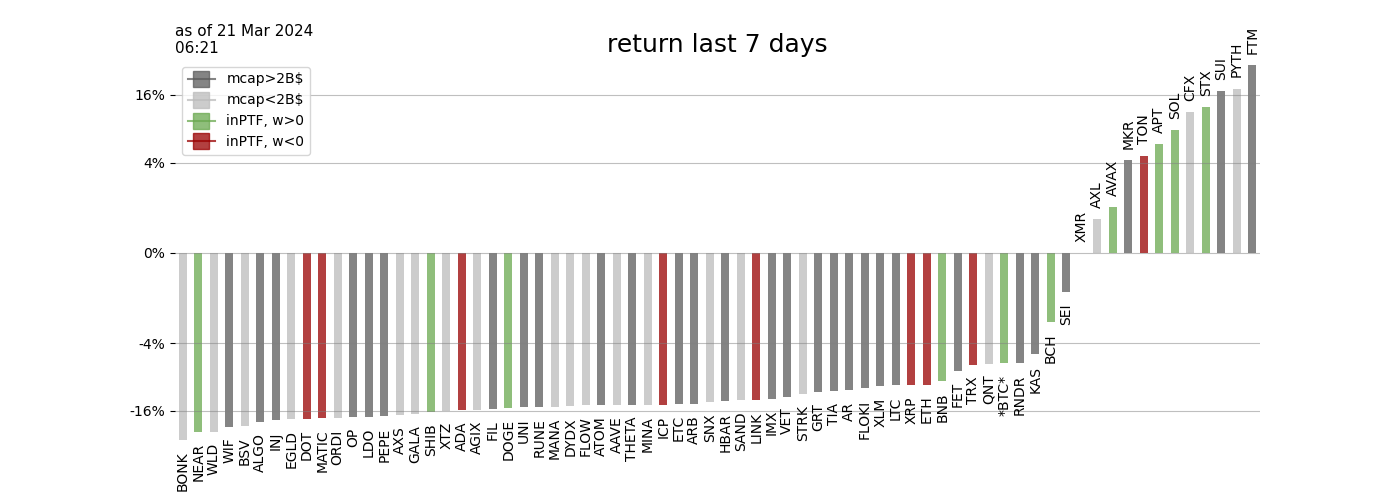 as of 21 Mar 2024
06:21
return last 7 days
mcap>2B$
mcap<2B$
inPTF, w>0
inPTF, w<0
16%
4%
0%
-4%
-16%
BONK
NEAR
WLD
WIF
BSV
ALGO
INJ
EGLD
DOT
MATIC
ORDI
OP
LDO
PEPE
AXS
GALA
SHIB
XTZ
ADA
AGIX
FIL
DOGE
UNI
RUNE
MANA
DYDX
FLOW
ATOM
AAVE
THETA
MINA
ICP
ETC
ARB
SNX
HBAR
SAND
LINK
IMX
VET
STRK
GRT
TIA
AR
FLOKI
XLM
LTC
XRP
ETH
BNB
FET
TRX
QNT
*BTC*
RNDR
KAS
BCH
SEI
XMR
AXL
AVAX
MKR
TON
APT
SOL
CFX
STX
SUI
PYTH
FTM